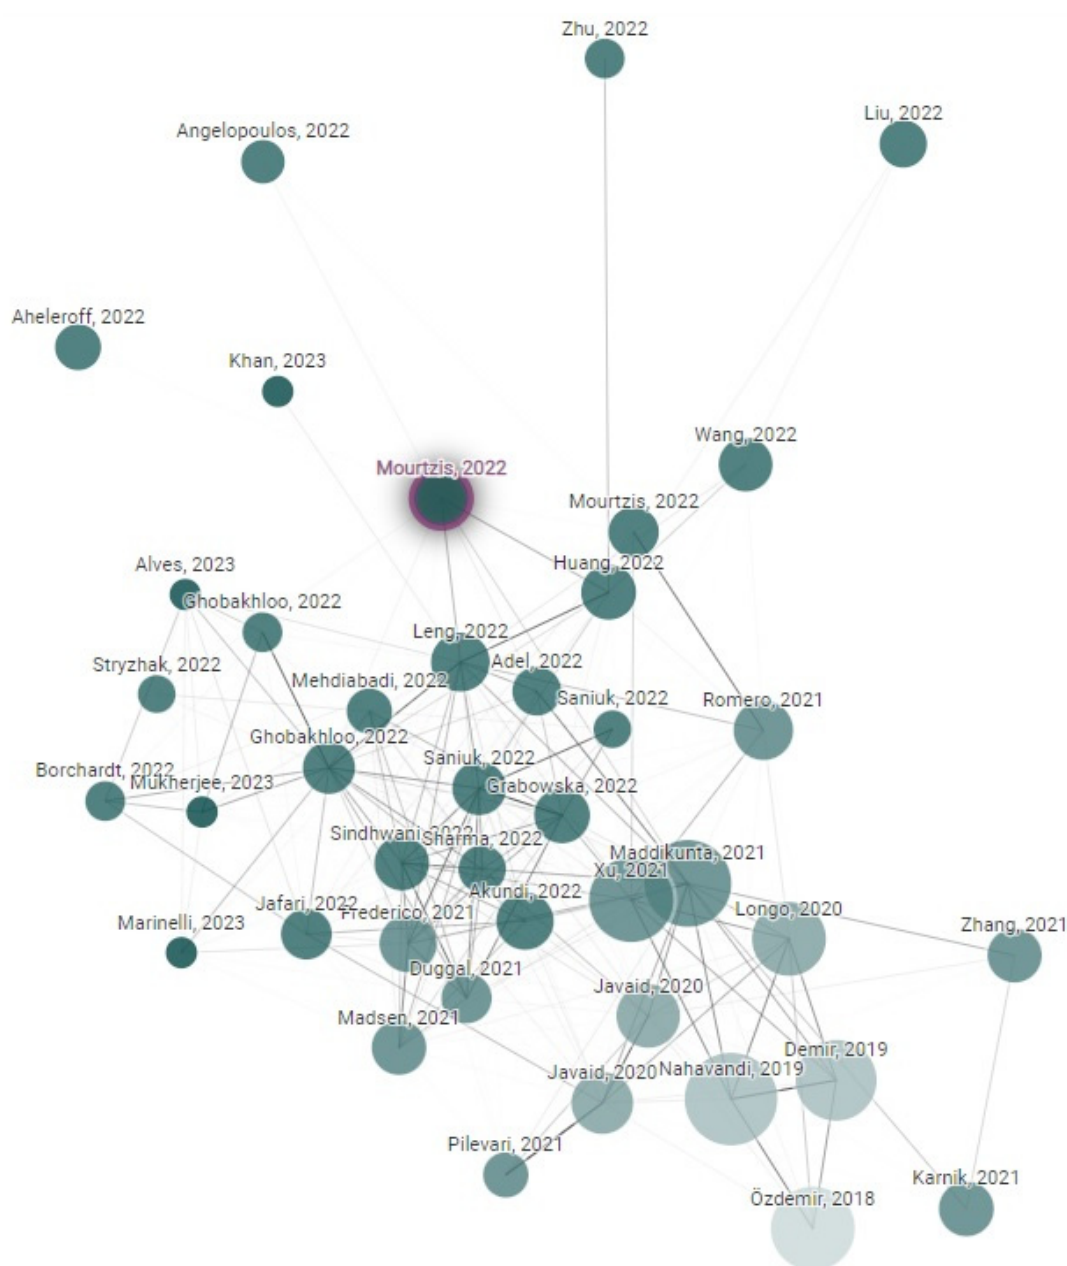 Zhu, 2022
Liu, 2022
Angelopoulos, 2022
Aheleroff, 2022
Khan, 2023
Wang, 2022
Mourtzis, 2022
Mourtzis, 2022
Huang, 2022
Alves, 2023
Ghobakhloo, 2022
Leng, 2022
Adel, 2022
Stryzhak, 2022
Mehdiabadi, 2022
Saniuk, 2022
Romero, 2021
Ghobakhloo, 2022
Saniuk, 2022
Borchardt, 2022
Mukherjee, 2023
Grabowska, 2022
Sindhwani, 2022
Sharma, 2022
Maddikunta, 2021
Xu, 2021
Akundi, 2022
Jafari, 2022
Frederico, 2021
Longo, 2020
Marinelli, 2023
Zhang, 2021
Duggal, 2021
Javaid, 2020
Madsen, 2021
Demir, 2019
Javaid, 2020
Nahavandi, 2019
Pilevari, 2021
Karnik, 2021
Özdemir, 2018